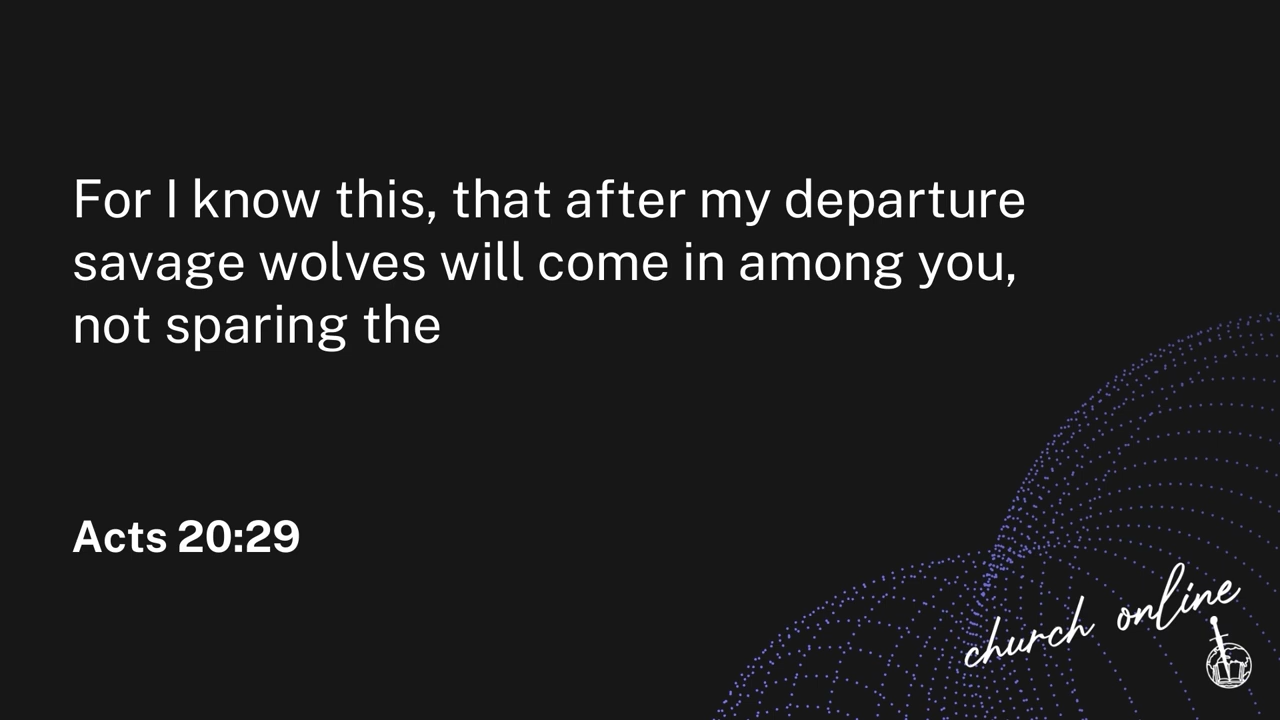 For I know this, that after my departure
savage wolves will come in among you,
not sparing the
Acts 20:29
church online